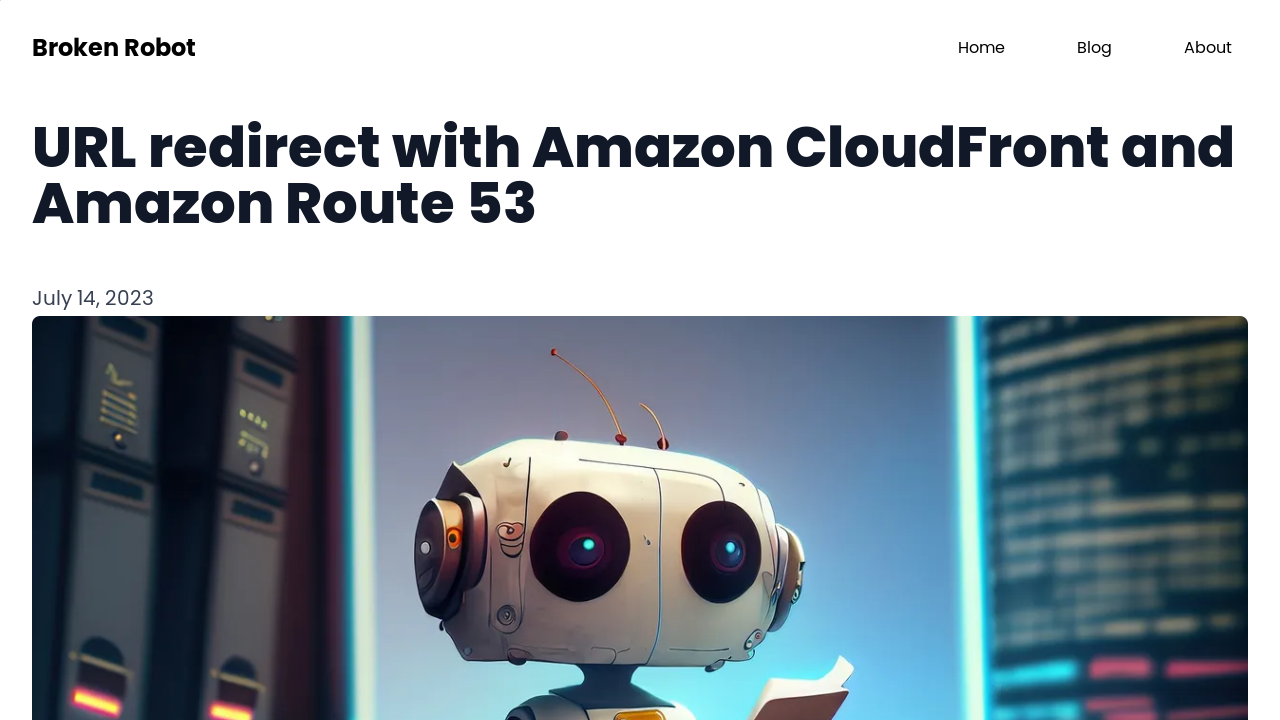 Broken Robot
Home
Blog
About
URL redirect with Amazon CloudFront and
Amazon Route 53
July 14, 2023